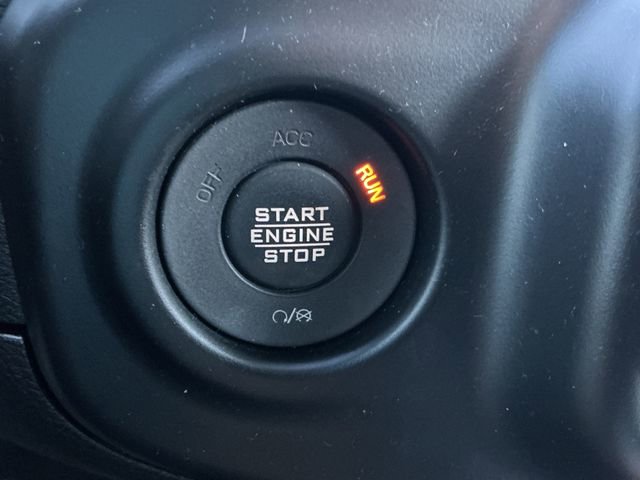 ACC
OFF
RUN
START
ENGINE
STOP